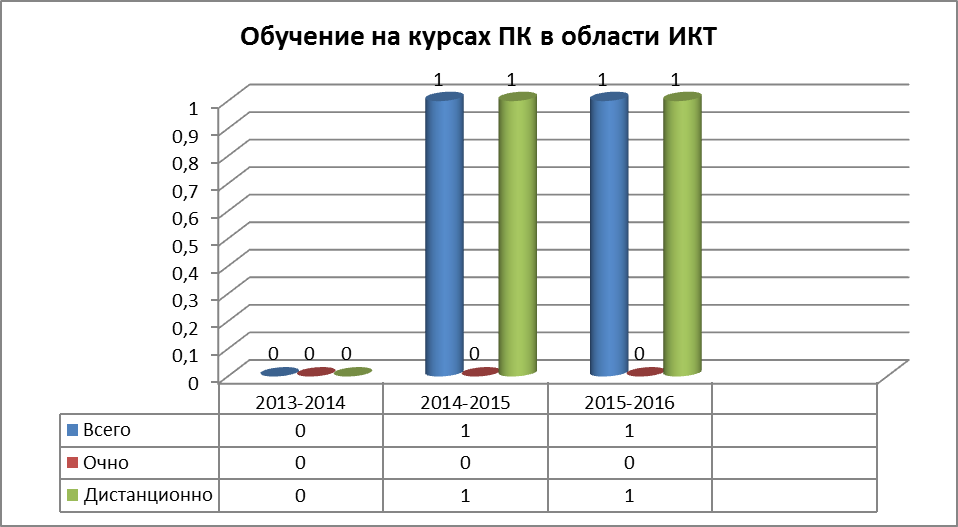 Обучение на курсах ПК в области ИКТ
1 1 1 1
1
0,9
0,8
0,7
0,6
0,5
0,4
0,3
0,2
0,1
0
0 0 0 0 0
2013-2014 2014-2015 2015-2016
Всего 0 1 1
Очно 0 0 0
Дистанционно 0 1 1